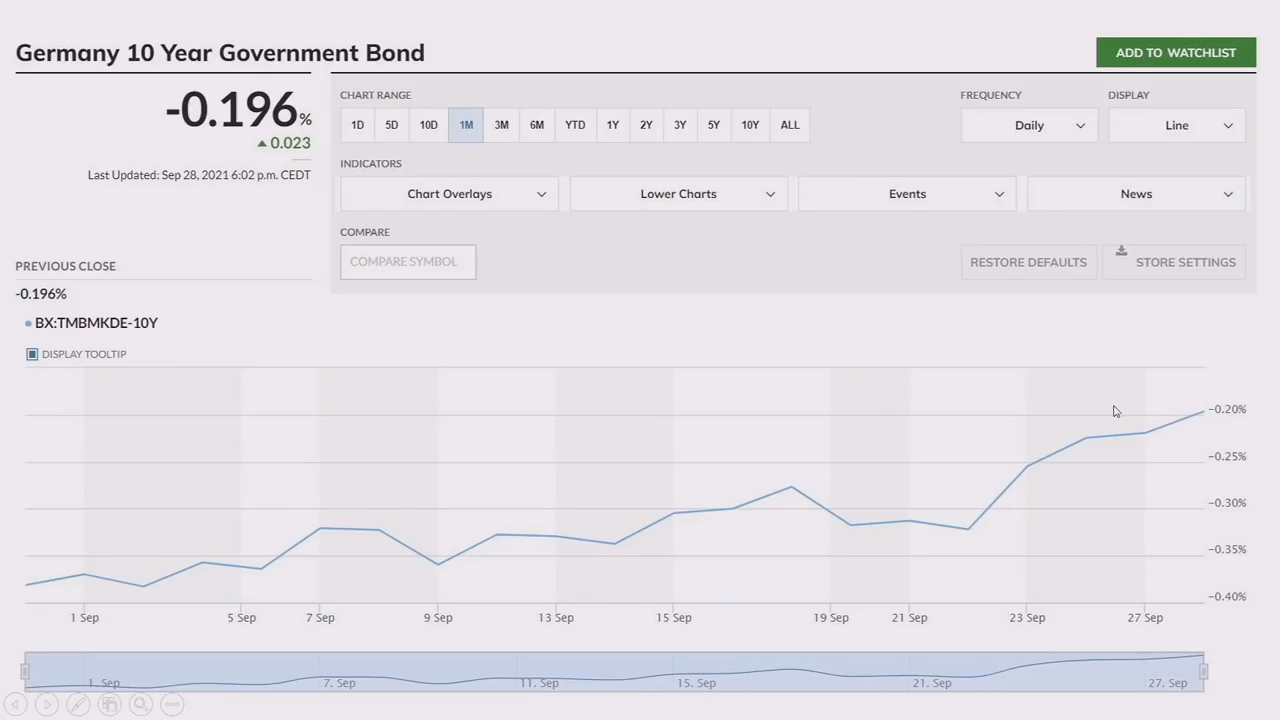 Germany 10 Year Government Bond
ADD TO WATCHLIST
-0.196%
0.023
Last Updated: Sep 28, 2021 6:02 p.m. CEDT
PREVIOUS CLOSE
-0.196%
CHART RANGE
1D 5D 10D 1M 3M 6M YTD 1Y 2Y 3Y 5Y 10Y ALL
FREQUENCY
Daily
DISPLAY
Line
INDICATORS
Chart Overlays Lower Charts Events News
COMPARE
COMPARE SYMBOL
RESTORE DEFAULTS STORE SETTINGS
BX:TMBMKDE-10Y
DISPLAY TOOLTIP
-0.20%
-0.25%
-0.30%
-0.35%
-0.40%
1 Sep 5 Sep 7 Sep 9 Sep 13 Sep 15 Sep 19 Sep 21 Sep 23 Sep 27 Sep
1. Sep 7. Sep 11. Sep 15. Sep 21. Sep 27. Sep